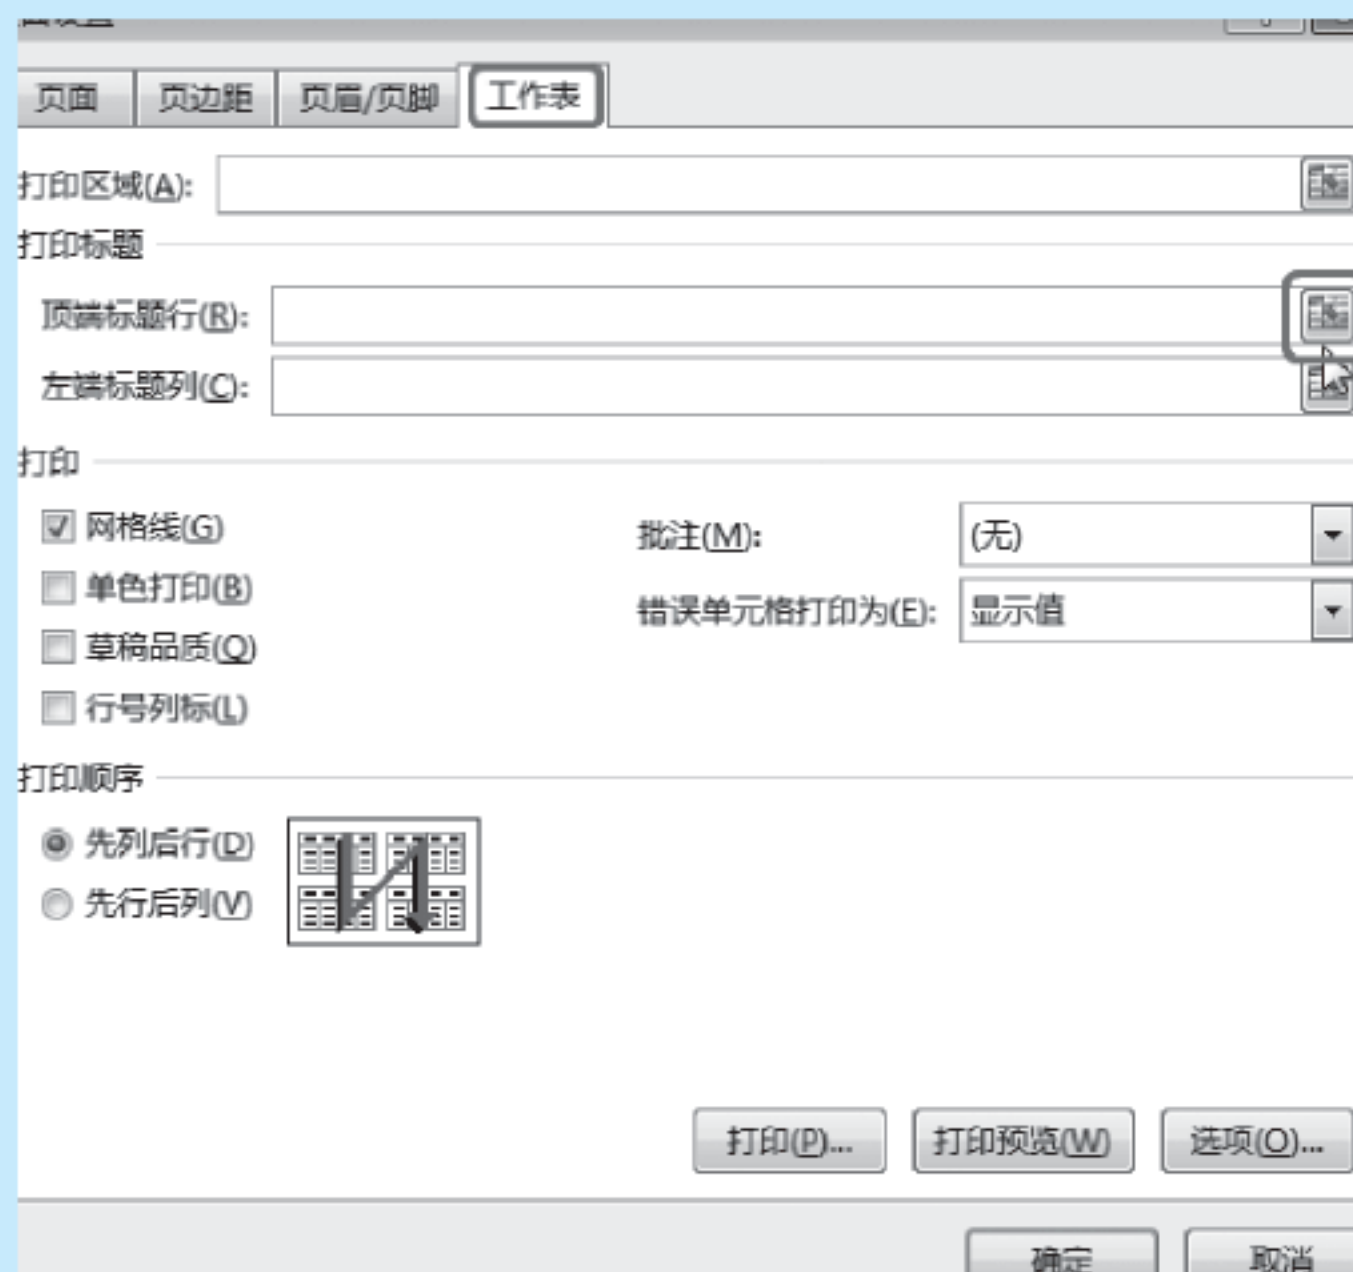 页面 页边距 页眉/页脚 工作表
打印区域(A):
打印标题
顶端标题行(R):
左端标题列(C):
打印
网格线(G) 批注(M): (无)
单色打印(B) 错误单元格打印为(E): 显示值
草稿品质(Q)
行号列标(L)
打印顺序
先列后行(D)
先行后列(V)
打印(P)... 打印预览(W) 选项(O)...
确定 取消